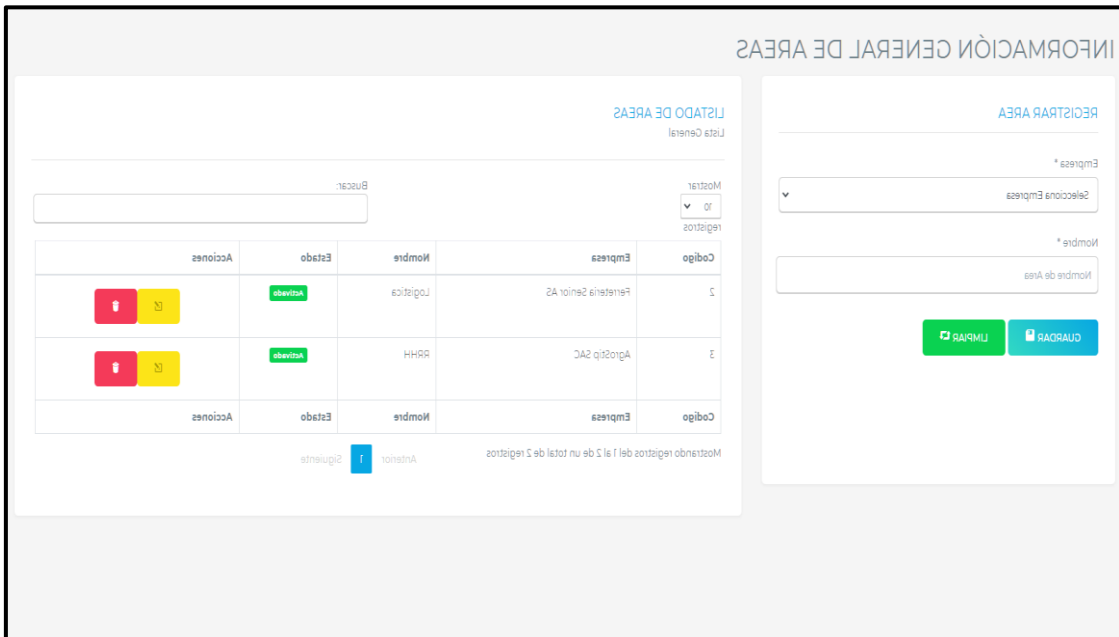 INFORMACIÓN GENERAL DE AREAS
REGISTRAR AREA
Empresa *
Selecciona Empresa
Nombre *
Nombre de Area
GUARDAR
LIMPIAR
LISTADO DE AREAS
Lista General
Mostrar
10
registros
Buscar:
Codigo Empresa Nombre Estado Acciones
2 Ferreteria Senior AS Logistica Activado
3 AgroStip SAC RRHH Activado
Codigo Empresa Nombre Estado Acciones
Mostrando registros del 1 al 2 de un total de 2 registros
Anterior 1 Siguiente